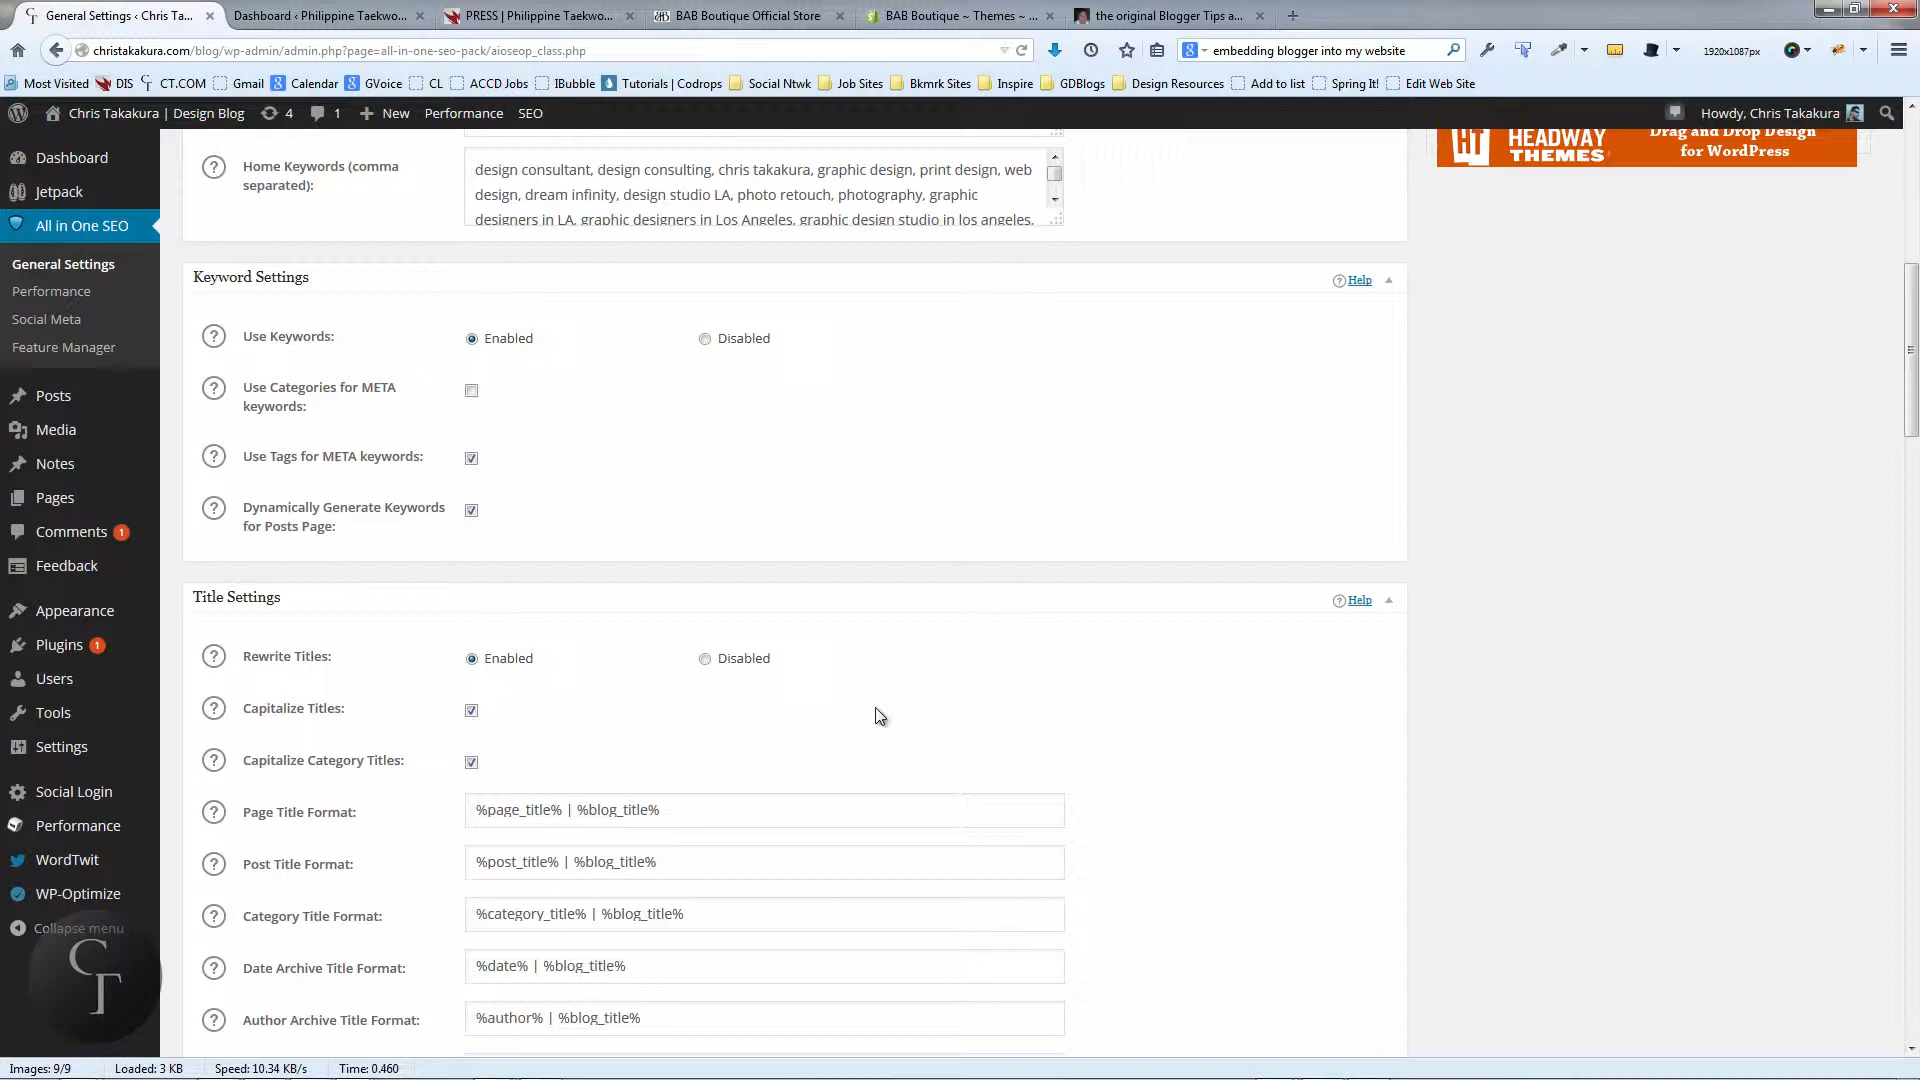 General Settings ‹ Chris Ta...
Dashboard ‹ Philippine Taekwo...
PRESS | Philippine Taekwo...
BAB Boutique Official Store
BAB Boutique ~ Themes ~ ...
the original Blogger Tips a...
christakakura.com/blog/wp-admin/admin.php?page=all-in-one-seo-pack/aioseop_class.php
embedding blogger into my website
1920x1087px
Most Visited
DIS
CT.COM
Gmail
Calendar
GVoice
CL
ACCD Jobs
IBubble
Tutorials | Codrops
Social Ntwk
Job Sites
Bkmrk Sites
Inspire
GDBlogs
Design Resources
Add to list
Spring It!
Edit Web Site
Chris Takakura | Design Blog
4
1
New
Performance
SEO
Howdy, Chris Takakura
Dashboard
Jetpack
All in One SEO
General Settings
Performance
Social Meta
Feature Manager
Posts
Media
Notes
Pages
Comments 1
Feedback
Appearance
Plugins 1
Users
Tools
Settings
Social Login
Performance
WordTwit
WP-Optimize
Collapse menu
CT
Home Keywords (comma
separated):
design consultant, design consulting, chris takakura, graphic design, print design, web
design, dream infinity, design studio LA, photo retouch, photography, graphic
designers in LA, graphic designers in Los Angeles, graphic design studio in los angeles,
HT HEADWAY
THEMES
Drag and Drop Design
for WordPress
Keyword Settings
Help
Use Keywords:
Enabled
Disabled
Use Categories for META
keywords:
Use Tags for META keywords:
Dynamically Generate Keywords
for Posts Page:
Title Settings
Help
Rewrite Titles:
Enabled
Disabled
Capitalize Titles:
Capitalize Category Titles:
Page Title Format:
%page_title% | %blog_title%
Post Title Format:
%post_title% | %blog_title%
Category Title Format:
%category_title% | %blog_title%
Date Archive Title Format:
%date% | %blog_title%
Author Archive Title Format:
%author% | %blog_title%
Images: 9/9
Loaded: 3 KB
Speed: 10.34 KB/s
Time: 0.460